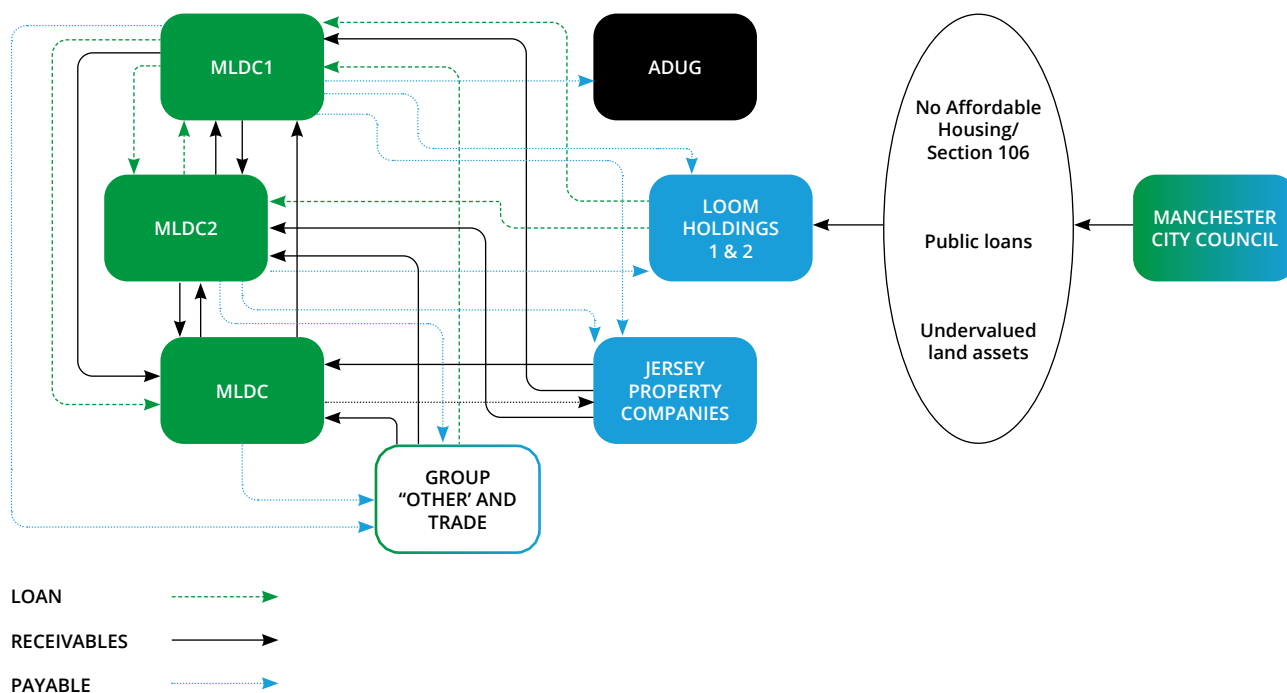 MLDC1
ADUG
No Affordable
Housing/
Section 106
MLDC2
LOOM
HOLDINGS
1 & 2
Public loans
MANCHESTER
CITY COUNCIL
Undervalued
land assets
MLDC
JERSEY
PROPERTY
COMPANIES
GROUP
“OTHER’ AND
TRADE
LOAN
RECEIVABLES
PAYABLE